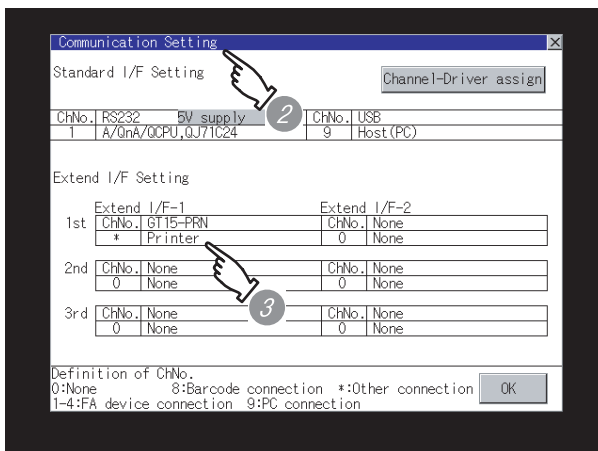 Communication Setting
Standard I/F Setting
Channel-Driver assign
ChNo. RS232 5V supply ChNo. USB
1 A/QnA/QCPU,QJ71C24 9 Host(PC)
2
Extend I/F Setting
Extend I/F-1 Extend I/F-2
1st ChNo. GT15-PRN ChNo. None
* Printer 0 None
2nd ChNo. None ChNo. None
0 None 0 None
3
3rd ChNo. None ChNo. None
0 None 0 None
Definition of ChNo.
0:None 8:Barcode connection *:Other connection OK
1-4:FA device connection 9:PC connection